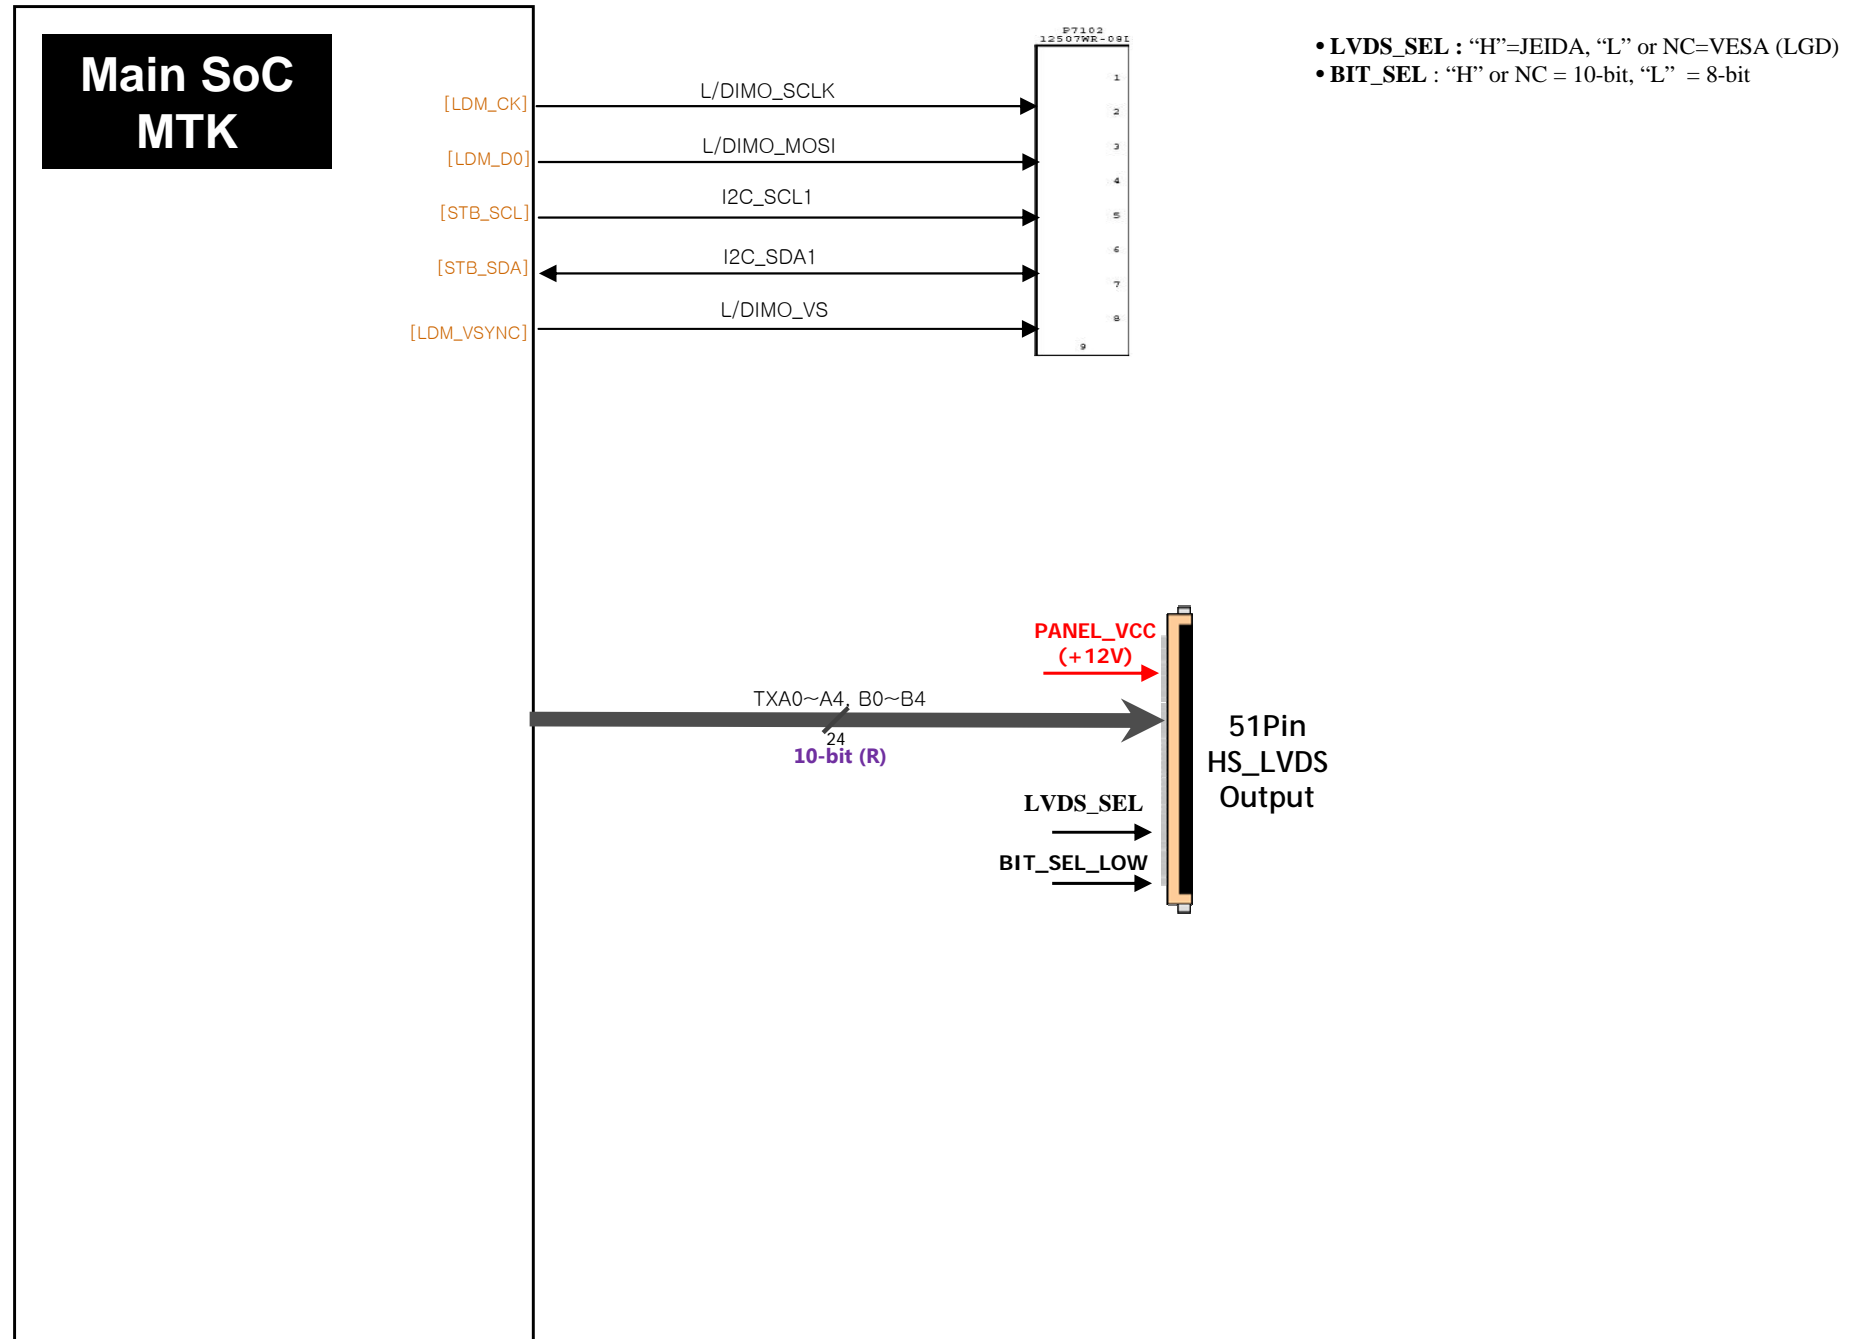 Main SoC
MTK
P7102
12507WR-08L
• LVDS_SEL : “H”=JEIDA, “L” or NC=VESA (LGD)
• BIT_SEL : “H” or NC = 10-bit, “L” = 8-bit
[LDM_CK]
L/DIMO_SCLK
[LDM_D0]
L/DIMO_MOSI
[STB_SCL]
I2C_SCL1
[STB_SDA]
I2C_SDA1
[LDM_VSYNC]
L/DIMO_VS
1
2
3
4
5
6
7
8
9
PANEL_VCC
(+12V)
TXA0~A4, B0~B4
24
10-bit (R)
51Pin
HS_LVDS
Output
LVDS_SEL
BIT_SEL_LOW